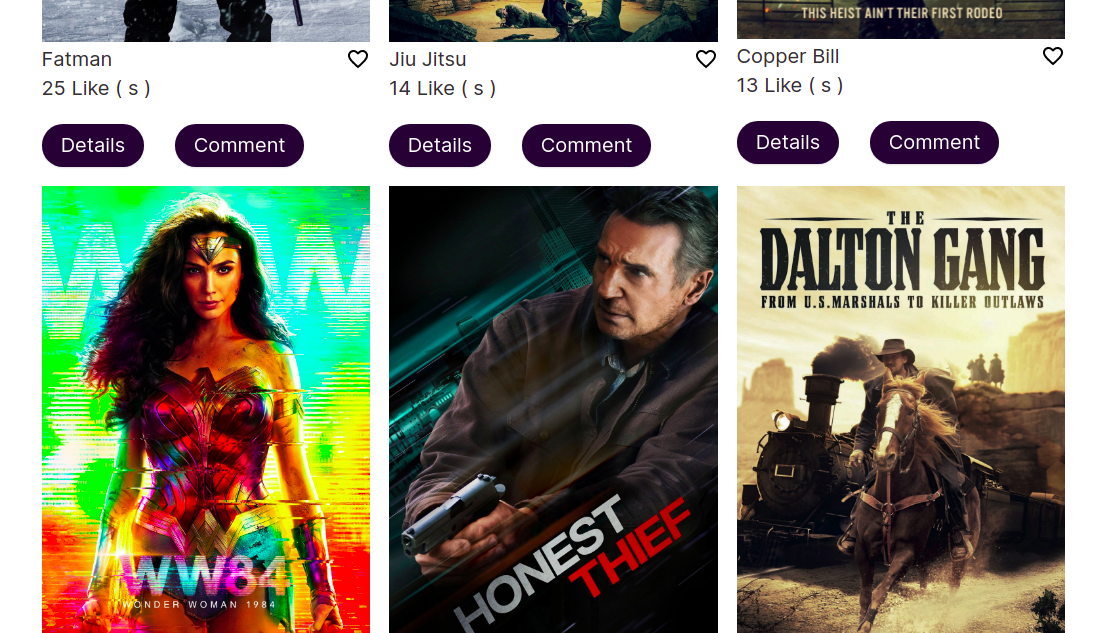 THIS HEIST AIN'T THEIR FIRST RODEO
Fatman
25 Like ( s )
Details
Comment
Jiu Jitsu
14 Like ( s )
Details
Comment
Copper Bill
13 Like ( s )
Details
Comment
WW
WW84
WONDER WOMAN 1984
HONEST
THIEF
THE
DALTON GANG
FROM U.S.MARSHALS TO KILLER OUTLAWS